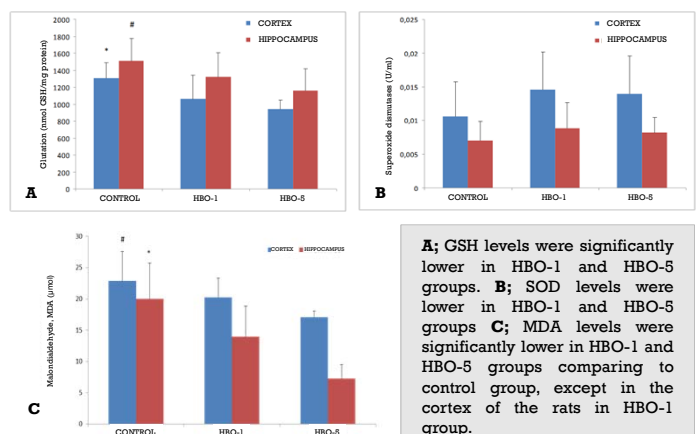 2000
1800
1600
1400
1200
1000
800
600
400
200
0
Glutation (nmol GSH/mg protein)
CORTEX
HIPPOCAMPUS
*
#
A
CONTROL HBO-1 HBO-5
0,025
0,02
0,015
0,01
0,005
0
Superoxide dismutases (U/ml)
CORTEX
HIPPOCAMPUS
B
CONTROL HBO-1 HBO-5
30
25
20
15
10
5
0
Malondialdehyde, MDA (µmol)
CORTEX HIPPOCAMPUS
#
*
C
CONTROL HBO-1 HBO-5
A; GSH levels were significantly
lower in HBO-1 and HBO-5
groups. B; SOD levels were
lower in HBO-1 and HBO-5
groups C; MDA levels were
significantly lower in HBO-1 and
HBO-5 groups comparing to
control group, except in the
cortex of the rats in HBO-1
group.